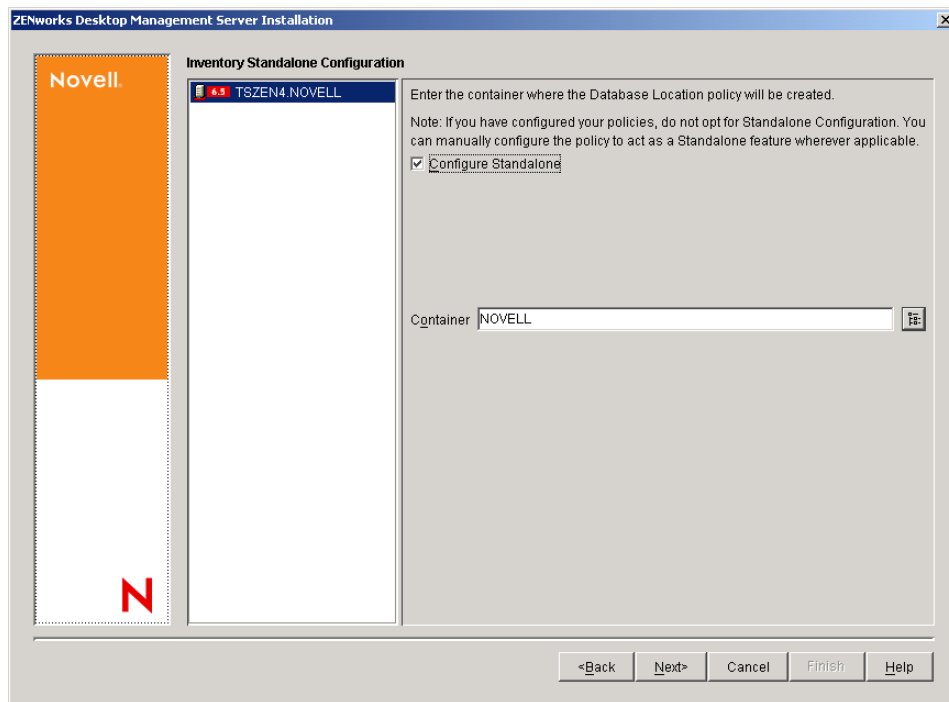 ZENworks Desktop Management Server Installation
Novell.
Inventory Standalone Configuration
6.5 TSZEN4.NOVELL
Enter the container where the Database Location policy will be created.
Note: If you have configured your policies, do not opt for Standalone Configuration. You
can manually configure the policy to act as a Standalone feature wherever applicable.
Configure Standalone
Container NOVELL
N
<Back Next> Cancel Finish Help